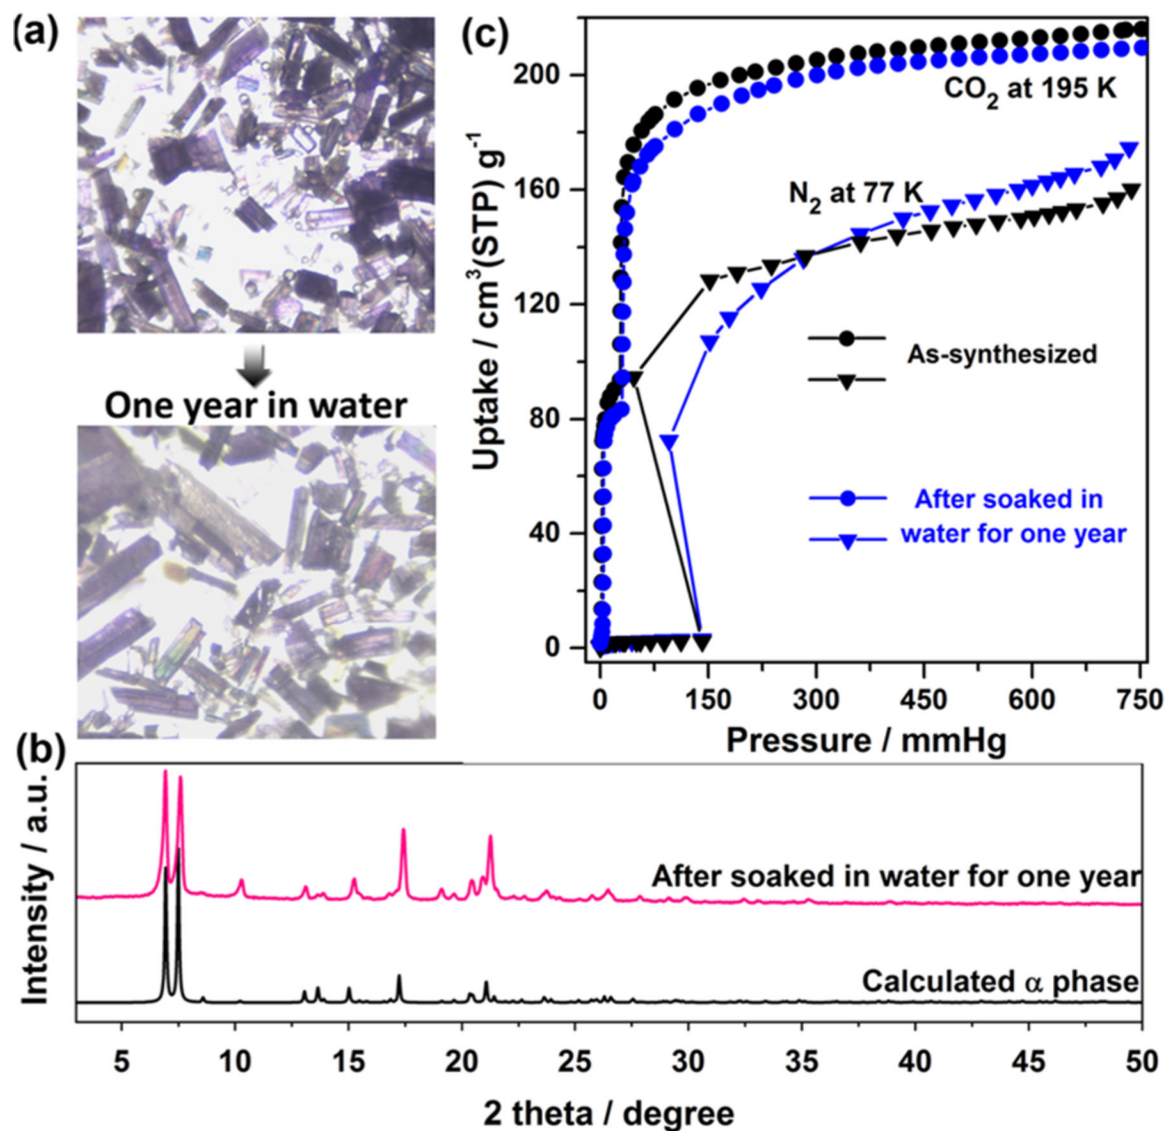 (a)
One year in water
(c)
Uptake / cm³(STP) g⁻¹
200
160
120
80
40
0
CO₂ at 195 K
N₂ at 77 K
As-synthesized
After soaked in
water for one year
0
150
300
450
600
750
Pressure / mmHg
(b)
Intensity / a.u.
After soaked in water for one year
Calculated α phase
5
10
15
20
25
30
35
40
45
50
2 theta / degree